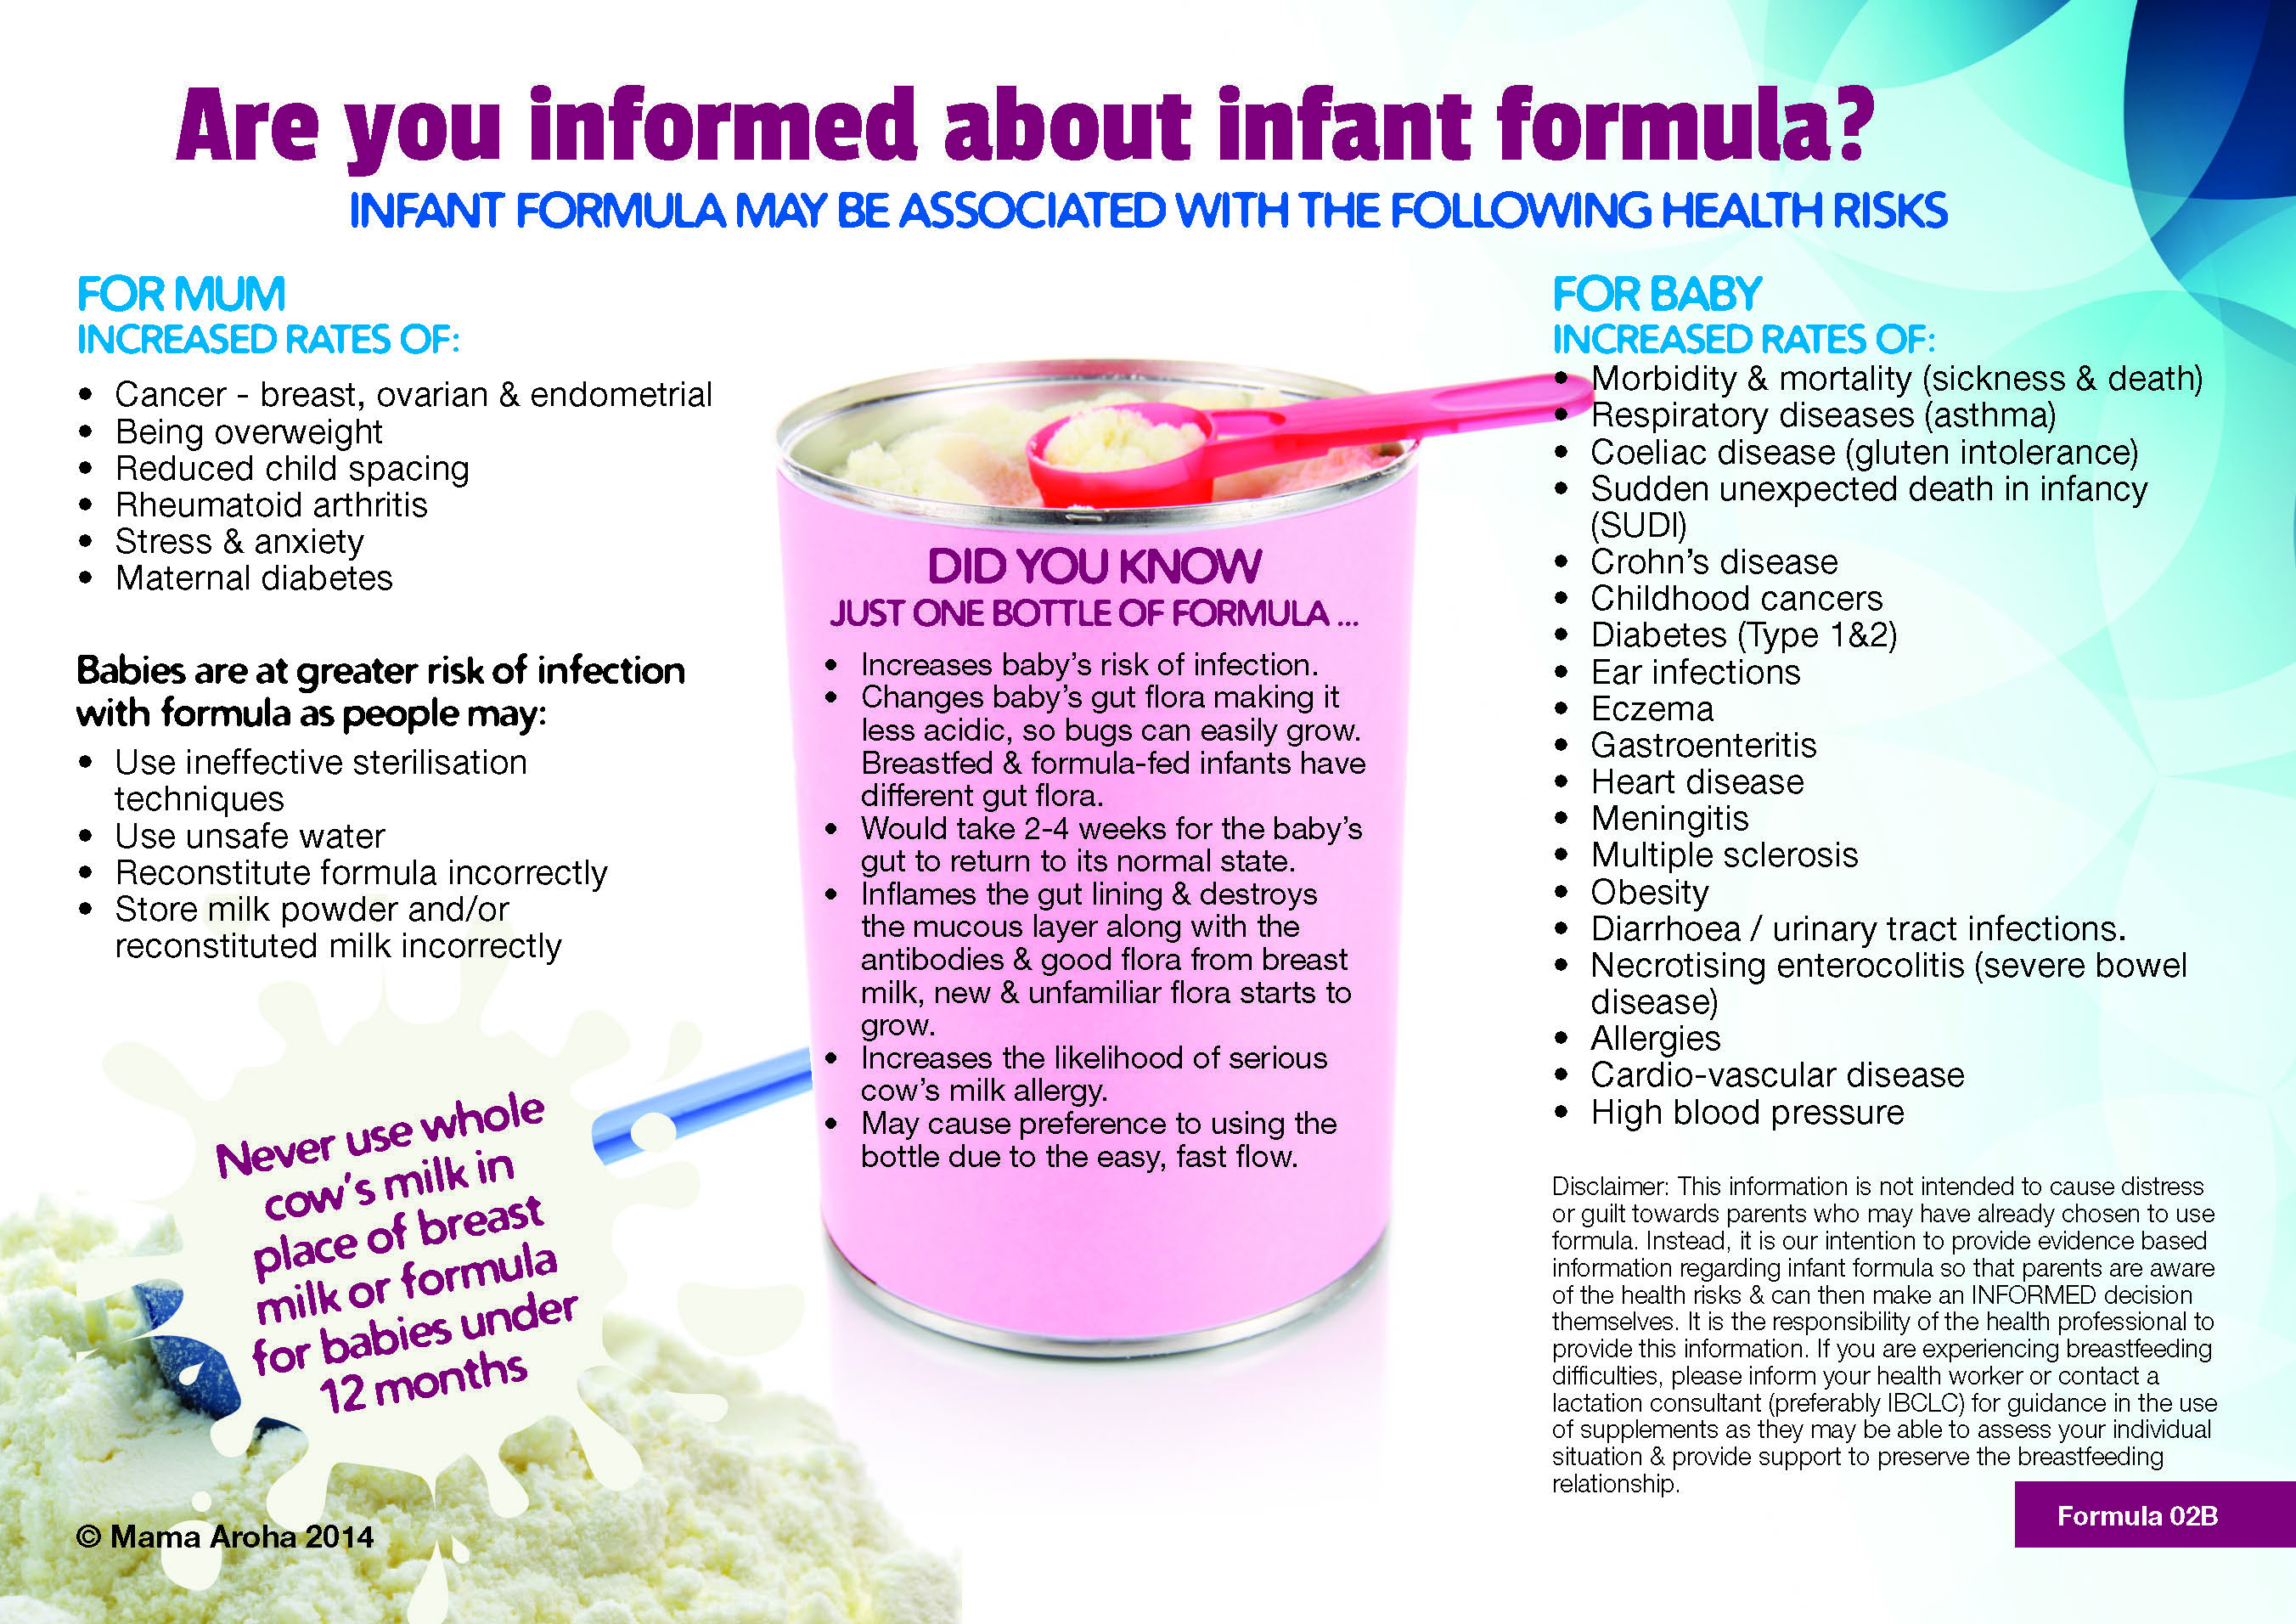 Are you informed about infant formula?
INFANT FORMULA MAY BE ASSOCIATED WITH THE FOLLOWING HEALTH RISKS
FOR MUM
INCREASED RATES OF:
• Cancer - breast, ovarian & endometrial
• Being overweight
• Reduced child spacing
• Rheumatoid arthritis
• Stress & anxiety
• Maternal diabetes
Babies are at greater risk of infection
with formula as people may:
• Use ineffective sterilisation
techniques
• Use unsafe water
• Reconstitute formula incorrectly
• Store milk powder and/or
reconstituted milk incorrectly
Never use whole
cow's milk in
place of breast
milk or formula
for babies under
12 months
© Mama Aroha 2014
DID YOU KNOW
JUST ONE BOTTLE OF FORMULA ...
• Increases baby's risk of infection.
• Changes baby's gut flora making it
less acidic, so bugs can easily grow.
Breastfed & formula-fed infants have
different gut flora.
• Would take 2-4 weeks for the baby's
gut to return to its normal state.
• Inflames the gut lining & destroys
the mucous layer along with the
antibodies & good flora from breast
milk, new & unfamiliar flora starts to
grow.
• Increases the likelihood of serious
cow's milk allergy.
• May cause preference to using the
bottle due to the easy, fast flow.
FOR BABY
INCREASED RATES OF:
• Morbidity & mortality (sickness & death)
• Respiratory diseases (asthma)
• Coeliac disease (gluten intolerance)
• Sudden unexpected death in infancy
(SUDI)
• Crohn's disease
• Childhood cancers
• Diabetes (Type 1&2)
• Ear infections
• Eczema
• Gastroenteritis
• Heart disease
• Meningitis
• Multiple sclerosis
• Obesity
• Diarrhoea / urinary tract infections.
• Necrotising enterocolitis (severe bowel
disease)
• Allergies
• Cardio-vascular disease
• High blood pressure
Disclaimer: This information is not intended to cause distress
or guilt towards parents who may have already chosen to use
formula. Instead, it is our intention to provide evidence based
information regarding infant formula so that parents are aware
of the health risks & can then make an INFORMED decision
themselves. It is the responsibility of the health professional to
provide this information. If you are experiencing breastfeeding
difficulties, please inform your health worker or contact a
lactation consultant (preferably IBCLC) for guidance in the use
of supplements as they may be able to assess your individual
situation & provide support to preserve the breastfeeding
relationship.
Formula 02B